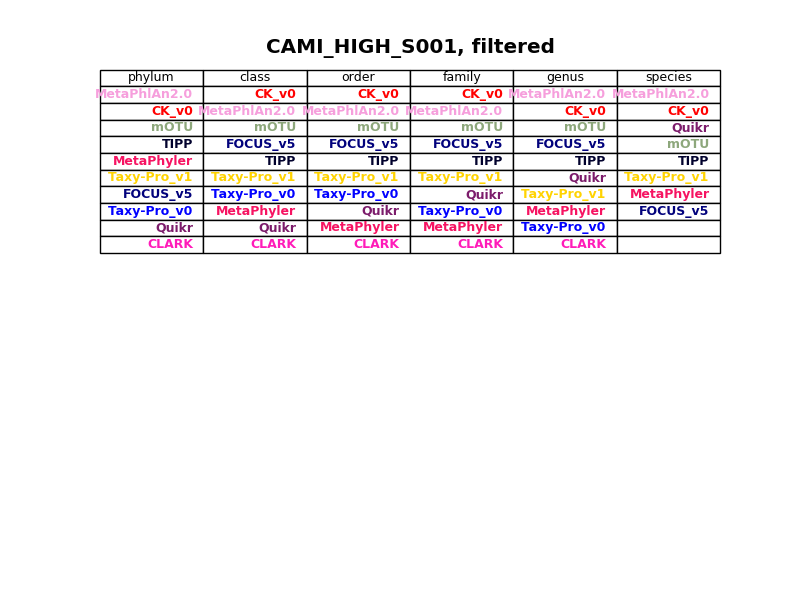 CAMI_HIGH_S001, filtered
phylum class order family genus species
MetaPhlAn2.0 CK_v0 CK_v0 CK_v0 MetaPhlAn2.0 MetaPhlAn2.0
CK_v0 MetaPhlAn2.0 MetaPhlAn2.0 MetaPhlAn2.0 CK_v0 CK_v0
mOTU mOTU mOTU mOTU mOTU Quikr
TIPP FOCUS_v5 FOCUS_v5 FOCUS_v5 FOCUS_v5 mOTU
MetaPhyler TIPP TIPP TIPP TIPP TIPP
Taxy-Pro_v1 Taxy-Pro_v1 Taxy-Pro_v1 Taxy-Pro_v1 Quikr Taxy-Pro_v1
FOCUS_v5 Taxy-Pro_v0 Taxy-Pro_v0 Quikr Taxy-Pro_v1 MetaPhyler
Taxy-Pro_v0 MetaPhyler Quikr Taxy-Pro_v0 MetaPhyler FOCUS_v5
Quikr Quikr MetaPhyler MetaPhyler Taxy-Pro_v0
CLARK CLARK CLARK CLARK CLARK